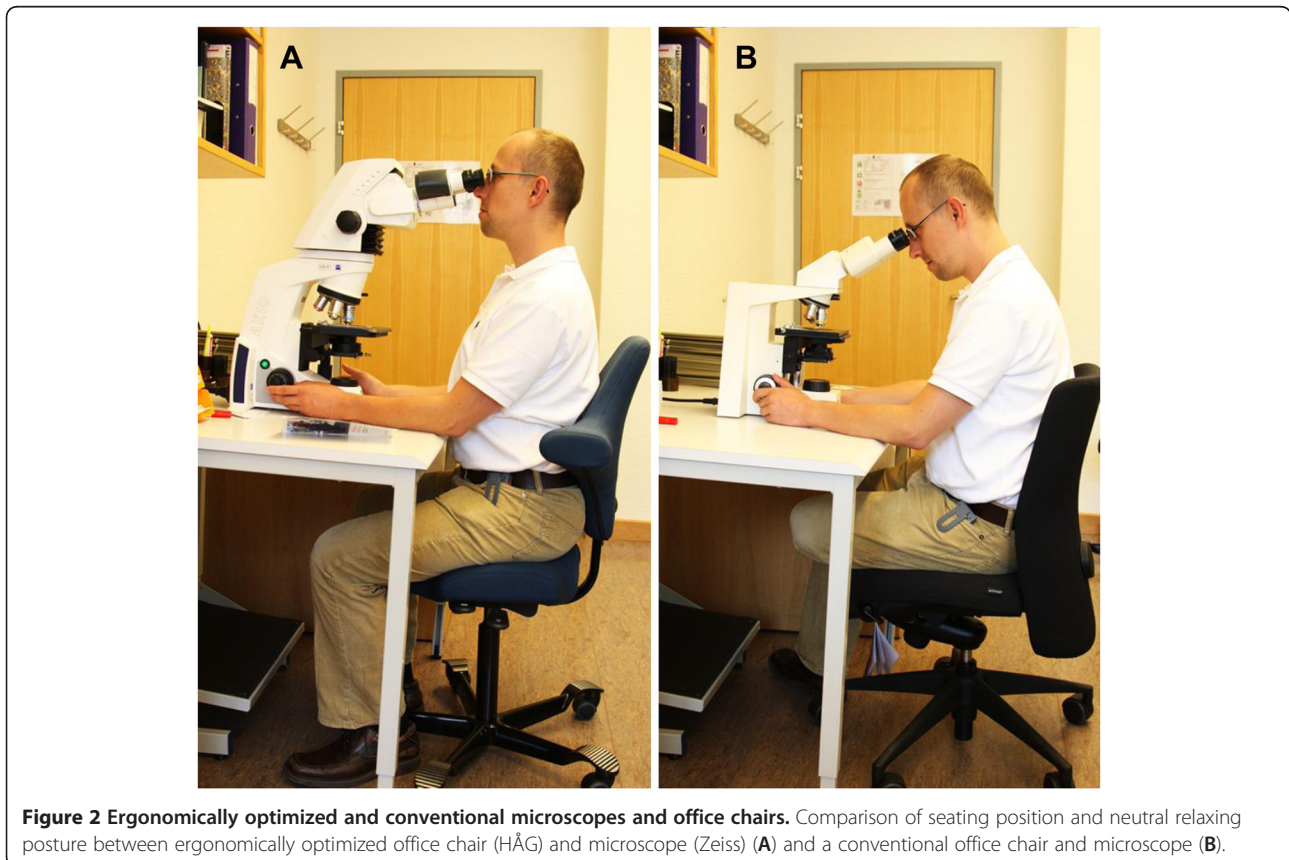 A
B
Figure 2 Ergonomically optimized and conventional microscopes and office chairs. Comparison of seating position and neutral relaxing
posture between ergonomically optimized office chair (HÅG) and microscope (Zeiss) (A) and a conventional office chair and microscope (B).